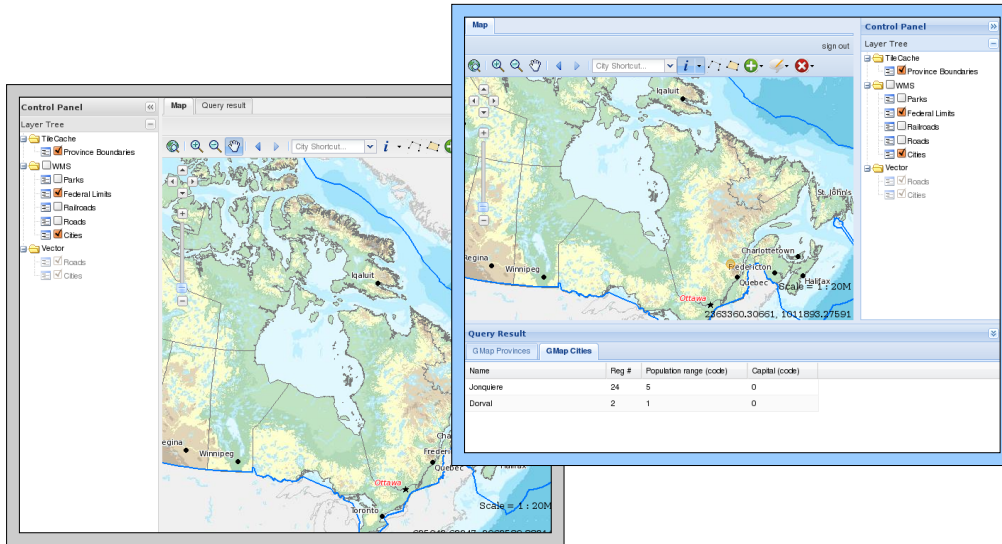 Control Panel
Layer Tree
TileCache
Province Boundaries
WMS
Parks
Federal Limits
Railroads
Roads
Cities
Vector
Roads
Cities
Map
Query result
City Shortcut...
i
Iqaluit
Winnipeg
Ottawa
Quebec
Toronto
Scale = 1 : 20M
Map
sign out
City Shortcut...
i
Iqaluit
St. John's
Charlottetown
Fredericton
Halifax
Regina
Winnipeg
Quebec
Scale = 1 : 20M
Ottawa
2363360.30661, 1011893.27591
Control Panel
Layer Tree
TileCache
Province Boundaries
WMS
Parks
Federal Limits
Railroads
Roads
Cities
Vector
Roads
Cities
Query Result
GMap Provinces
GMap Cities
Name Reg # Population range (code) Capital (code)
Jonquiere 24 5 0
Dorval 2 1 0